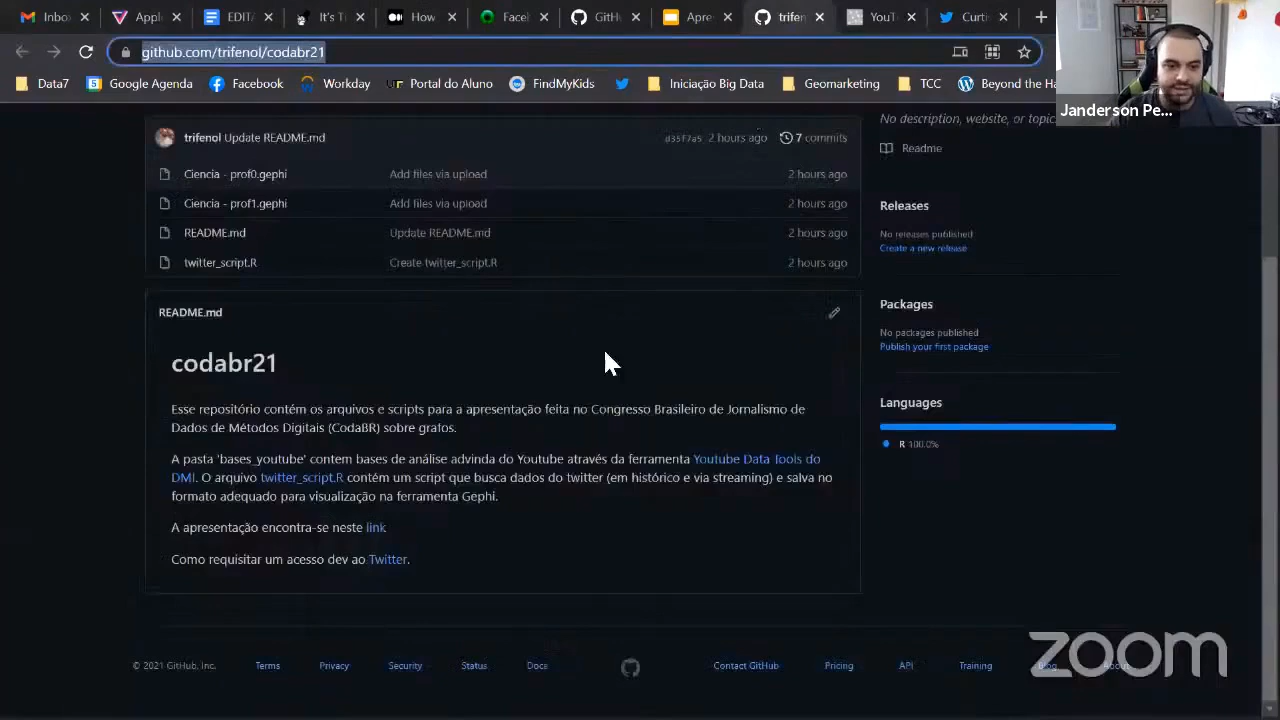 Inbo
Apple
EDITA
It's T
How
Facel
GitH
Apre
trifen
YouT
Curti
github.com/trifenol/codabr21
Data7
Google Agenda
Facebook
Workday
Portal do Aluno
FindMyKids
Iniciação Big Data
Geomarketing
TCC
Beyond the Ha
Janderson Pe...
trifenol Update README.md
d35f7a5 2 hours ago
7 commits
Ciencia - prof0.gephi Add files via upload 2 hours ago
Ciencia - prof1.gephi Add files via upload 2 hours ago
README.md Update README.md 2 hours ago
twitter_script.R Create twitter_script.R 2 hours ago
README.md
codabr21
Esse repositório contém os arquivos e scripts para a apresentação feita no Congresso Brasileiro de Jornalismo de
Dados de Métodos Digitais (CodaBR) sobre grafos.
A pasta 'bases_youtube' contem bases de análise advinda do Youtube através da ferramenta Youtube Data Tools do
DMI. O arquivo twitter_script.R contém um script que busca dados do twitter (em histórico e via streaming) e salva no
formato adequado para visualização na ferramenta Gephi.
A apresentação encontra-se neste link
Como requisitar um acesso dev ao Twitter.
No description, website, or topic
Readme
Releases
No releases published
Create a new release
Packages
No packages published
Publish your first package
Languages
R 100.0%
© 2021 GitHub, Inc.
Terms
Privacy
Security
Status
Docs
Contact GitHub
Pricing
API
Training
Blog
About
zoom